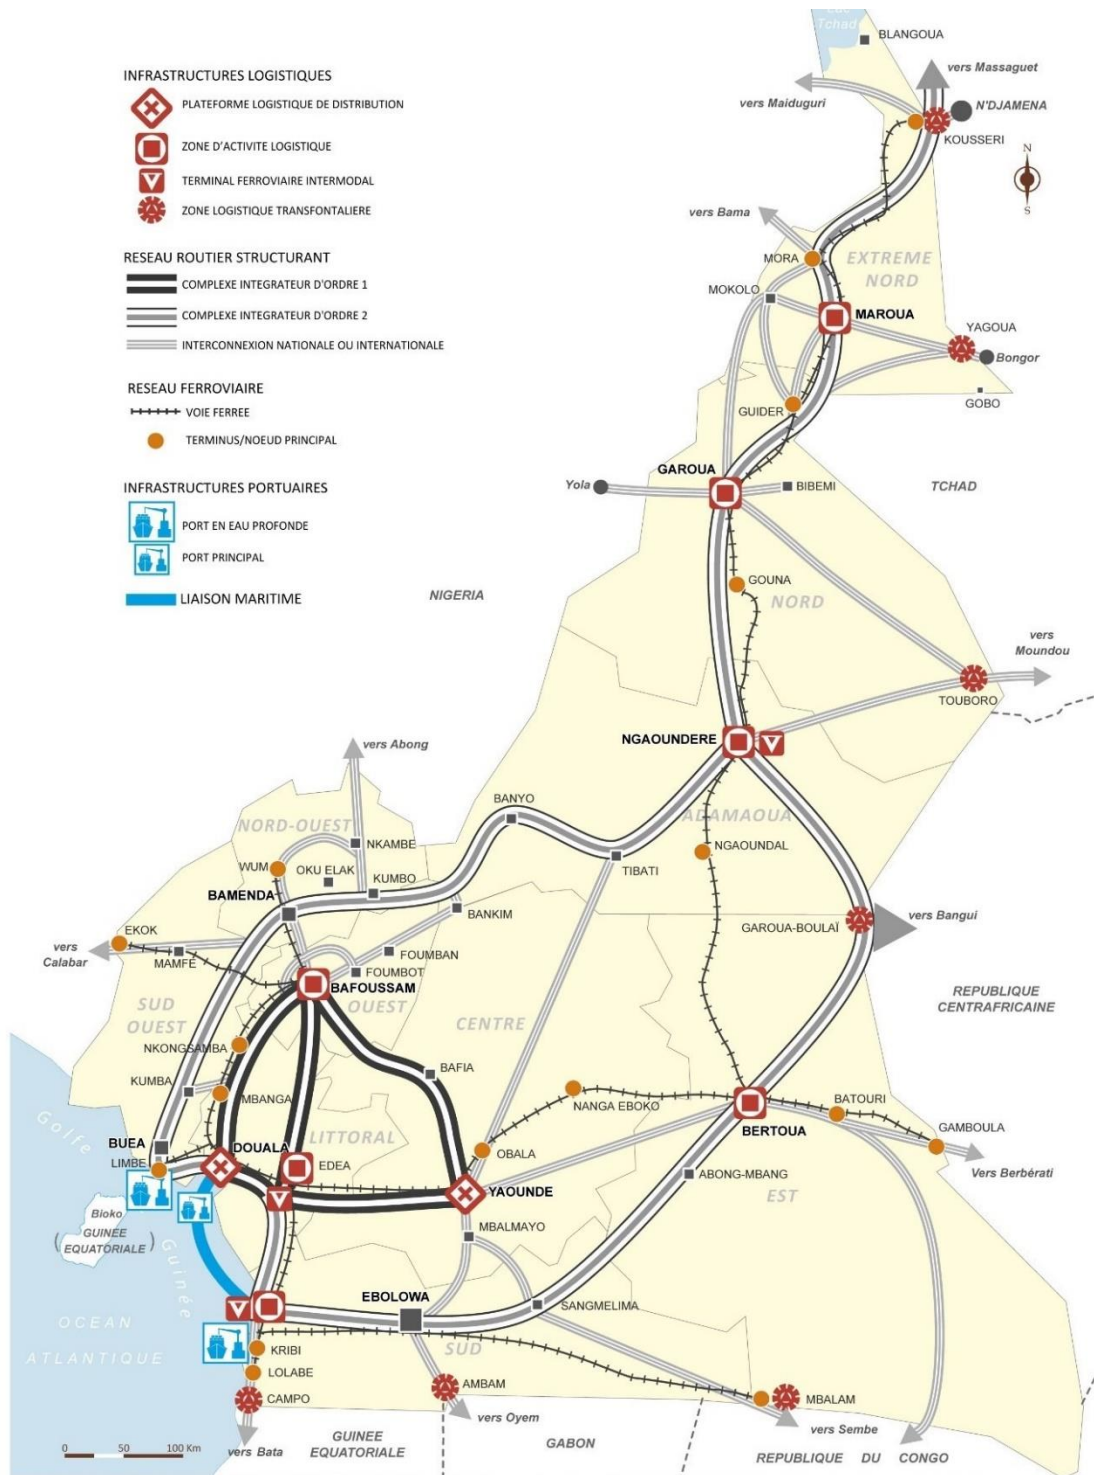 Lac
Tchad
BLANGOUA
vers Massaguet
vers Maiduguri
N'DJAMENA
KOUSSERI
INFRASTRUCTURES LOGISTIQUES
PLATEFORME LOGISTIQUE DE DISTRIBUTION
ZONE D'ACTIVITE LOGISTIQUE
TERMINAL FERROVIAIRE INTERMODAL
ZONE LOGISTIQUE TRANSFONTALIERE
RESEAU ROUTIER STRUCTURANT
COMPLEXE INTEGRATEUR D'ORDRE 1
COMPLEXE INTEGRATEUR D'ORDRE 2
INTERCONNEXION NATIONALE OU INTERNATIONALE
RESEAU FERROVIAIRE
VOIE FERREE
TERMINUS/NOEUD PRINCIPAL
INFRASTRUCTURES PORTUAIRES
PORT EN EAU PROFONDE
PORT PRINCIPAL
LIAISON MARITIME
N
S
vers Bama
MORA
EXTREME
NORD
MOKOLO
MAROUA
YAGOUA
Bongor
GOBO
GUIDER
GAROUA
Yola
BIBEMI
TCHAD
GOUNA
NORD
NIGERIA
vers
Moundou
TOUBORO
NGAOUNDERE
vers Abong
BANYO
ADAMAOUA
NORD-OUEST
NKAMBE
WUM
OKU ELAK
KUMBO
TIBATI
NGAOUNDAL
BAMENDA
BANKIM
GAROUA-BOULAÏ
vers Bangui
EKOK
vers
Calabar
MAMFE
FOUMBAN
FOUMBOT
BAFOUSSAM
OUEST
SUD
OUEST
CENTRE
REPUBLIQUE
CENTRAFRICAINE
NKONGSAMBA
BAFIA
KUMBA
MBANGA
NANGA EBOKO
BATOURI
BERTOUA
GAMBOULA
Golfe
BUEA
DOUALA
LITTORAL
LIMBE
EDEA
OBALA
ABONG-MBANG
Vers Berbérati
YAOUNDE
EST
Bioko
GUINEE
EQUATORIALE
( )
Guinée
MBALMAYO
EBOLOWA
SANGMELIMA
OCEAN
ATLANTIQUE
KRIBI
SUD
LOLABE
CAMPO
AMBAM
MBALAM
vers Oyem
vers Sembe
vers Bata
GUINEE
EQUATORIALE
GABON
REPUBLIQUE DU CONGO
0 50 100 Km